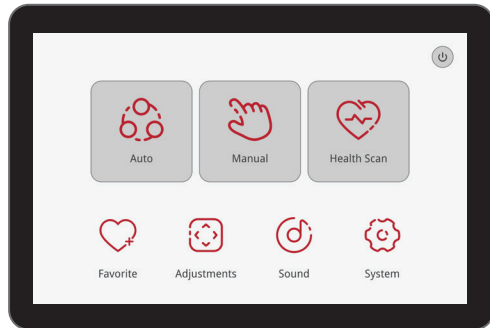 Auto
Manual
Health Scan
Favorite
Adjustments
Sound
System